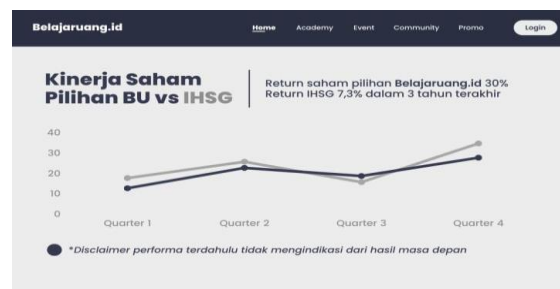 Belajaruang.id
Home Academy Event Community Promo Login
Kinerja Saham
Pilihan BU vs IHSG
Return saham pilihan Belajaruang.id 30%
Return IHSG 7,3% dalam 3 tahun terakhir
40
30
20
10
0
Quarter 1 Quarter 2 Quarter 3 Quarter 4
*Disclaimer performa terdahulu tidak mengindikasi dari hasil masa depan